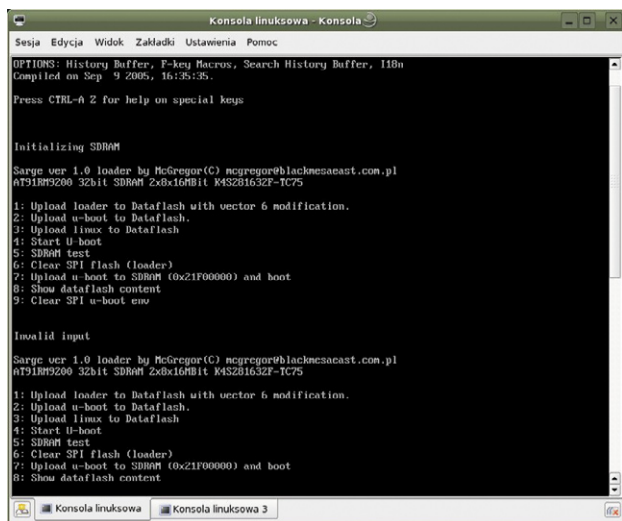 Konsola linuksowa - Konsola
Sesja Edycja Widok Zakładki Ustawienia Pomoc
OPTIONS: History Buffer, F-key Macros, Search History Buffer, I18n
Compiled on Sep 9 2005, 16:35:35.
Press CTRL-A Z for help on special keys
Initializing SDRAM
Sarge ver 1.0 loader by McGregor(C) mcgregor@blackmesaeast.com.pl
AT91RM9200 32bit SDRAM 2x8x16MBit K4S281632F-TC75
1: Upload loader to Dataflash with vector 6 modification.
2: Upload u-boot to Dataflash.
3: Upload linux to Dataflash
4: Start U-boot
5: SDRAM test
6: Clear SPI flash (loader)
7: Upload u-boot to SDRAM (0x21F00000) and boot
8: Show dataflash content
9: Clear SPI u-boot env
Invalid input
Sarge ver 1.0 loader by McGregor(C) mcgregor@blackmesaeast.com.pl
AT91RM9200 32bit SDRAM 2x8x16MBit K4S281632F-TC75
1: Upload loader to Dataflash with vector 6 modification.
2: Upload u-boot to Dataflash.
3: Upload linux to Dataflash
4: Start U-boot
5: SDRAM test
6: Clear SPI flash (loader)
7: Upload u-boot to SDRAM (0x21F00000) and boot
8: Show dataflash content
Konsola linuksowa Konsola linuksowa 3